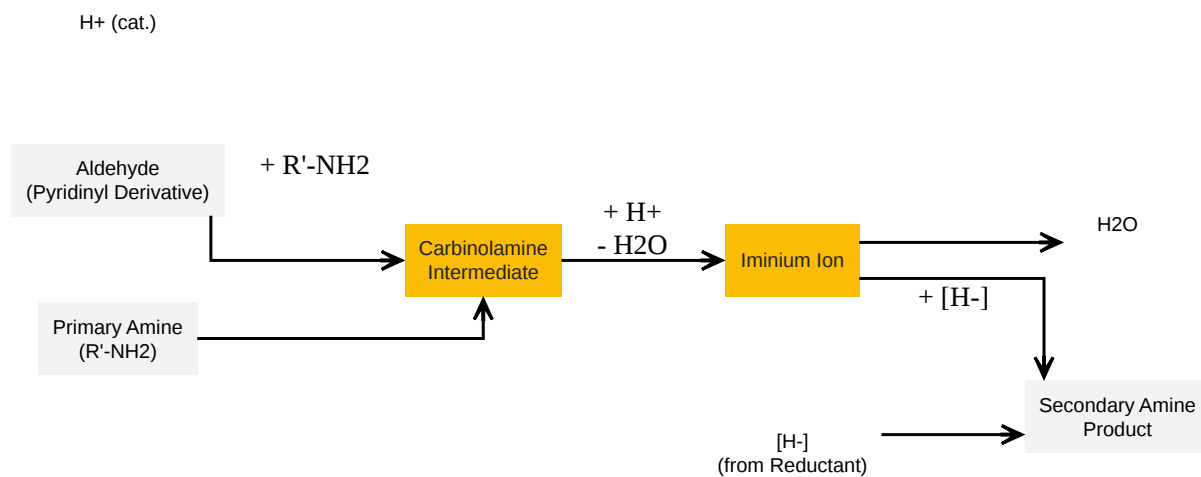 H+ (cat.)
Aldehyde
(Pyridinyl Derivative)
+ R'-NH2
Primary Amine
(R'-NH2)
Carbinolamine
Intermediate
+ H+
- H2O
Iminium Ion
H2O
+ [H-]
Secondary Amine
Product
[H-]
(from Reductant)